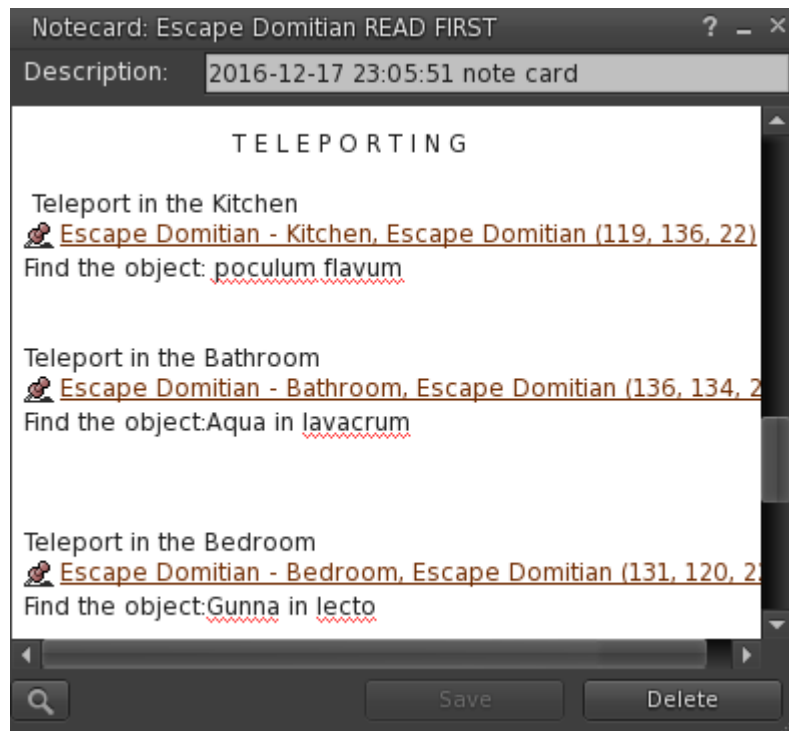 Notecard: Escape Domitian READ FIRST ? _ ×
Description: 2016-12-17 23:05:51 note card
T E L E P O R T I N G
Teleport in the Kitchen
Escape Domitian - Kitchen, Escape Domitian (119, 136, 22)
Find the object: poculum flavum
Teleport in the Bathroom
Escape Domitian - Bathroom, Escape Domitian (136, 134, 2
Find the object:Aqua in lavacrum
Teleport in the Bedroom
Escape Domitian - Bedroom, Escape Domitian (131, 120, 2
Find the object:Gunna in lecto
Save Delete